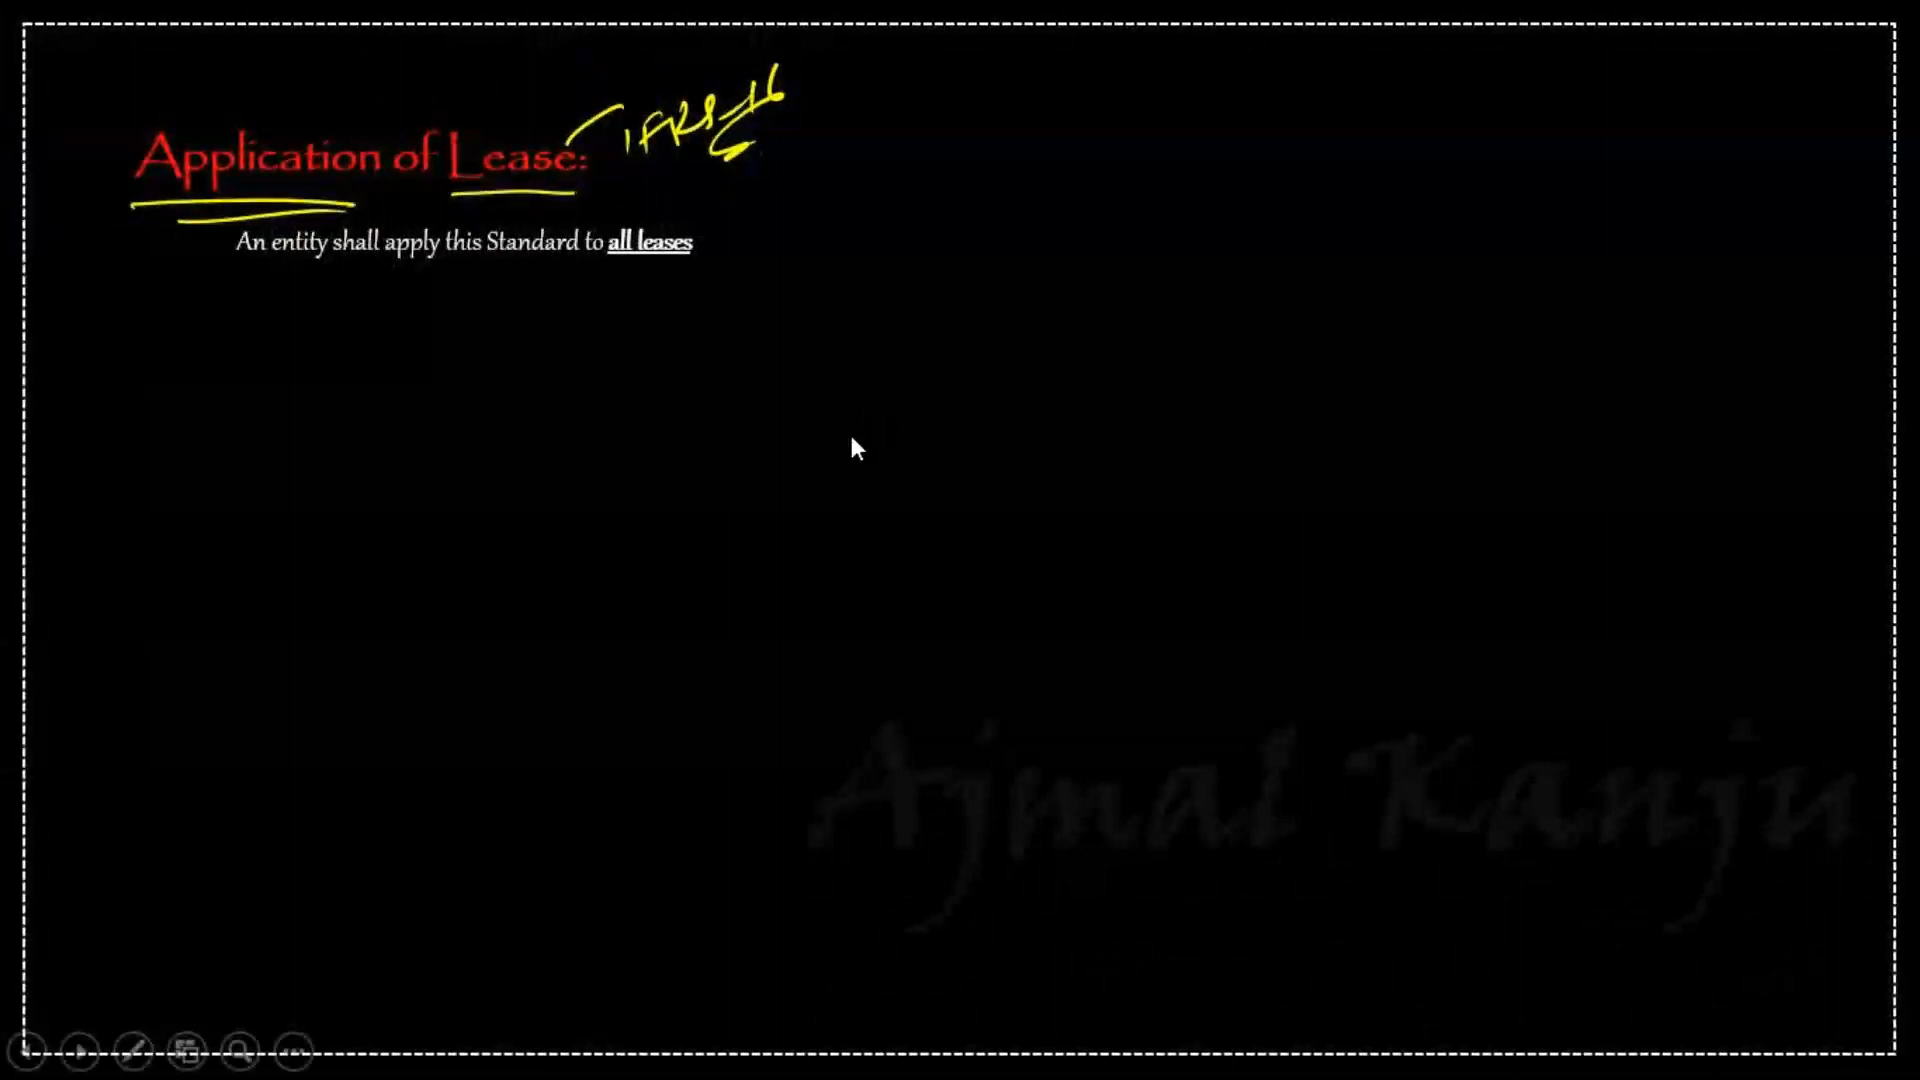 IFRS-16
Application of Lease:
An entity shall apply this Standard to all leases
Ajmal Kanju